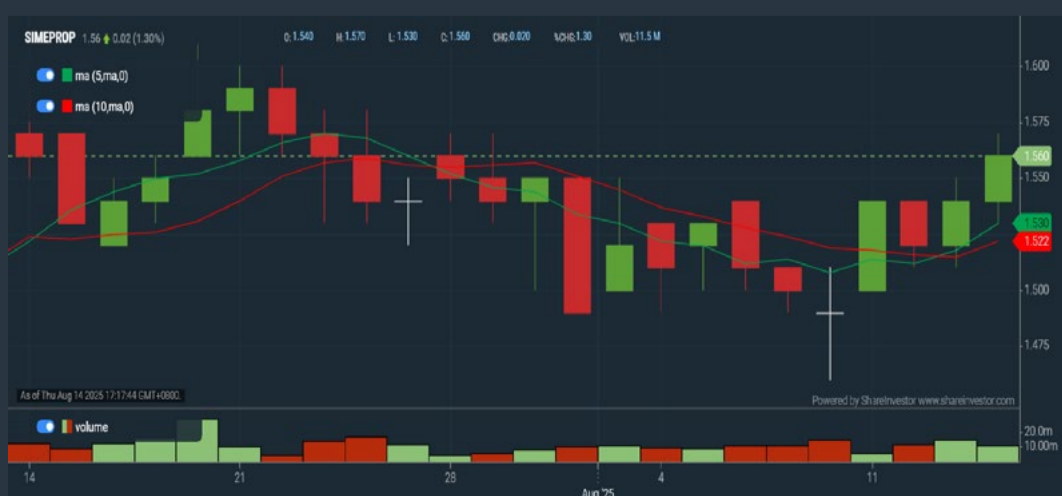 SIMEPROP 1.56 0.02 (1.30%) O: 1.540 H: 1.570 L: 1.530 C: 1.560 CHG:0.020 %CHG:1.30 VOL:11.5 M
ma (5,ma,0)
ma (10,ma,0)
1.600
1.575
1.560
1.550
1.530
1.522
1.500
1.475
As of Thu Aug 14 2025 17:17:44 GMT+0800.
Powered by ShareInvestor www.shareinvestor.com
volume
20.0m
10.00m
14 21 28 4 11
Aug '25